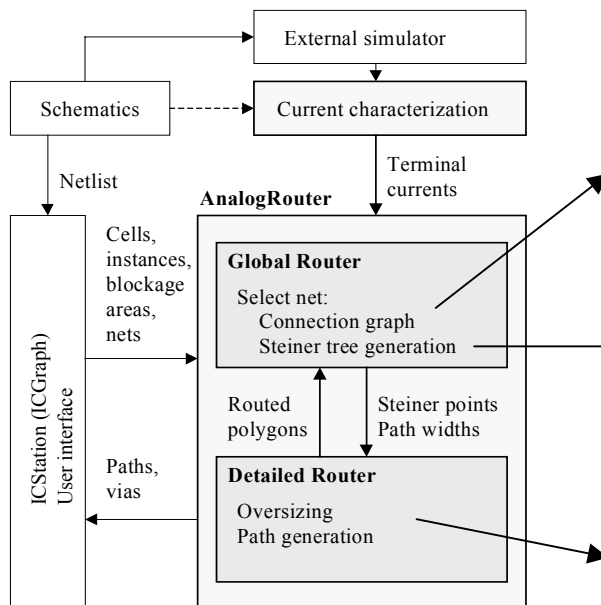 External simulator
Schematics
Current characterization
Netlist
Terminal
currents
AnalogRouter
Cells,
instances,
blockage
areas,
nets
Global Router
Select net:
Connection graph
Steiner tree generation
ICStation (ICGraph)
User interface
Routed
polygons
Steiner points
Path widths
Paths,
vias
Detailed Router
Oversizing
Path generation